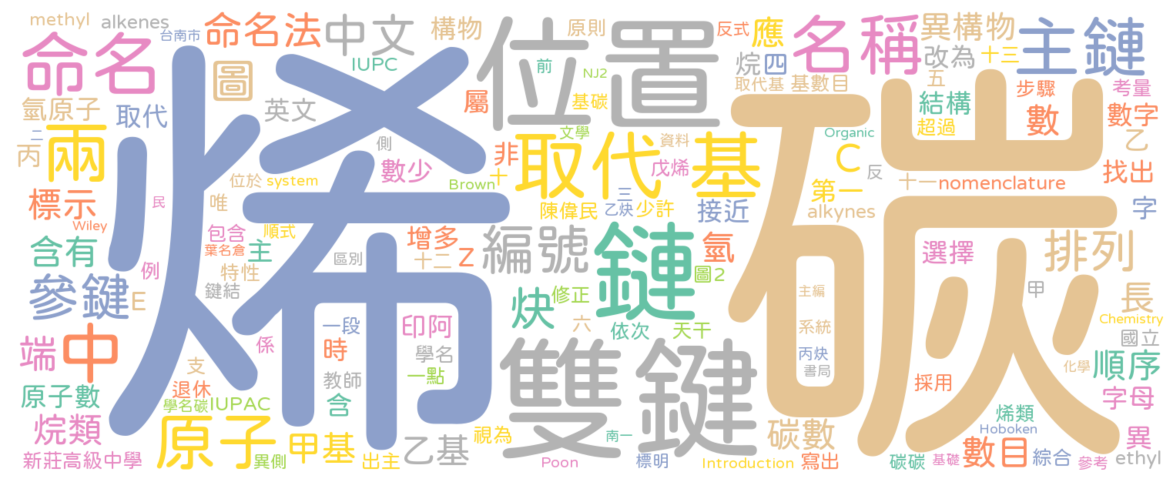 methyl alkenes 台南市 命名法 中文 構物 原則 反式 應 名稱 異構物 主鏈
命名 圖 IUPC 位置 前 NJ2 烷 四 改為 十三
氫原子 取代 英文 屬 基碳 取代基 基數目 五 結構 步驟 考量
二 兩 側 數少 非 取代基 文學 資料 Organic 超過 數 數字
丙 位於 system 十 戊烯 C 反 乙
標示 唯 Brown 三 第一 十一 nomenclature 找出
Wiley 民 順式 陳偉民 乙炔 少許 接近 alkynes 字
含有 包含 主 增多 編號 鏈 氫 選擇 排列
葉名倉 特性 區別 十二 Z 圖2
參鍵 E 例 鍵結 炔 修正 主編 甲 長
一段 印阿 六 依次 天干 系統 Chemistry
端 中 係 時 學名 雙鍵 丙炔 國立
支 教師 一點 書局 化學 順序
原子數 退休 含 採用 字母
學名碳 IUPAC 烯 碳 烯類
烷類 原子 甲基 乙基 視為 南一 碳數 Hoboken 異
新莊高級中學 異側 出主 Poon 標明 Introduction 寫出 碳碳 基礎 數目 綜合 參考 ethyl